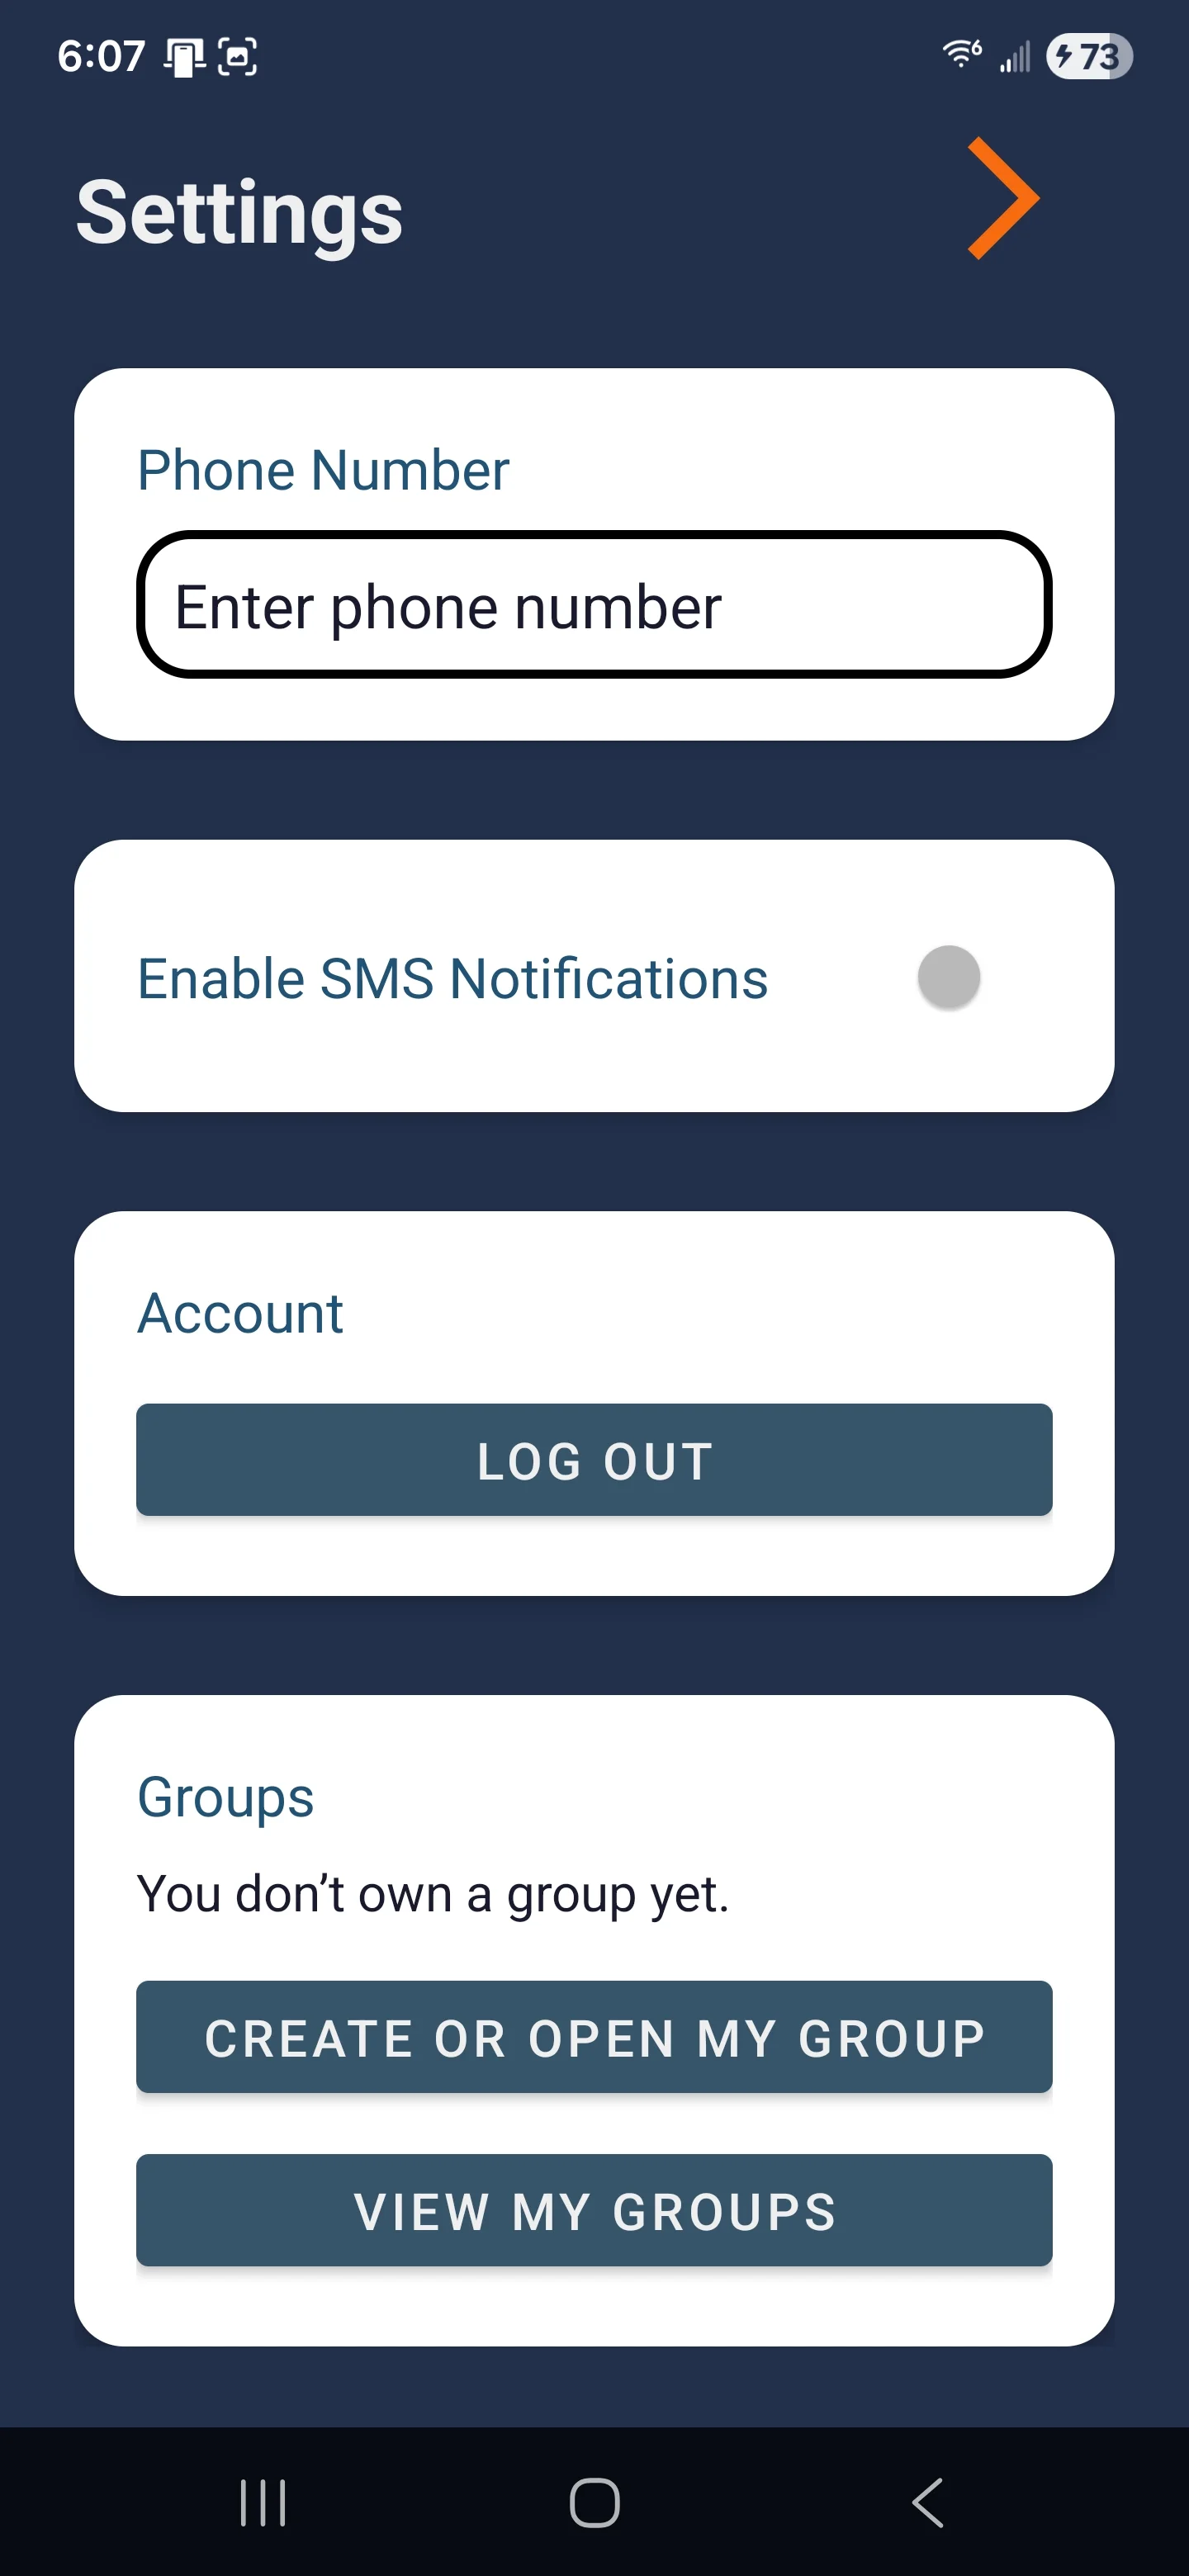 6:07
6
73
Settings
Phone Number
Enter phone number
Enable SMS Notifications
Account
LOG OUT
Groups
You don’t own a group yet.
CREATE OR OPEN MY GROUP
VIEW MY GROUPS